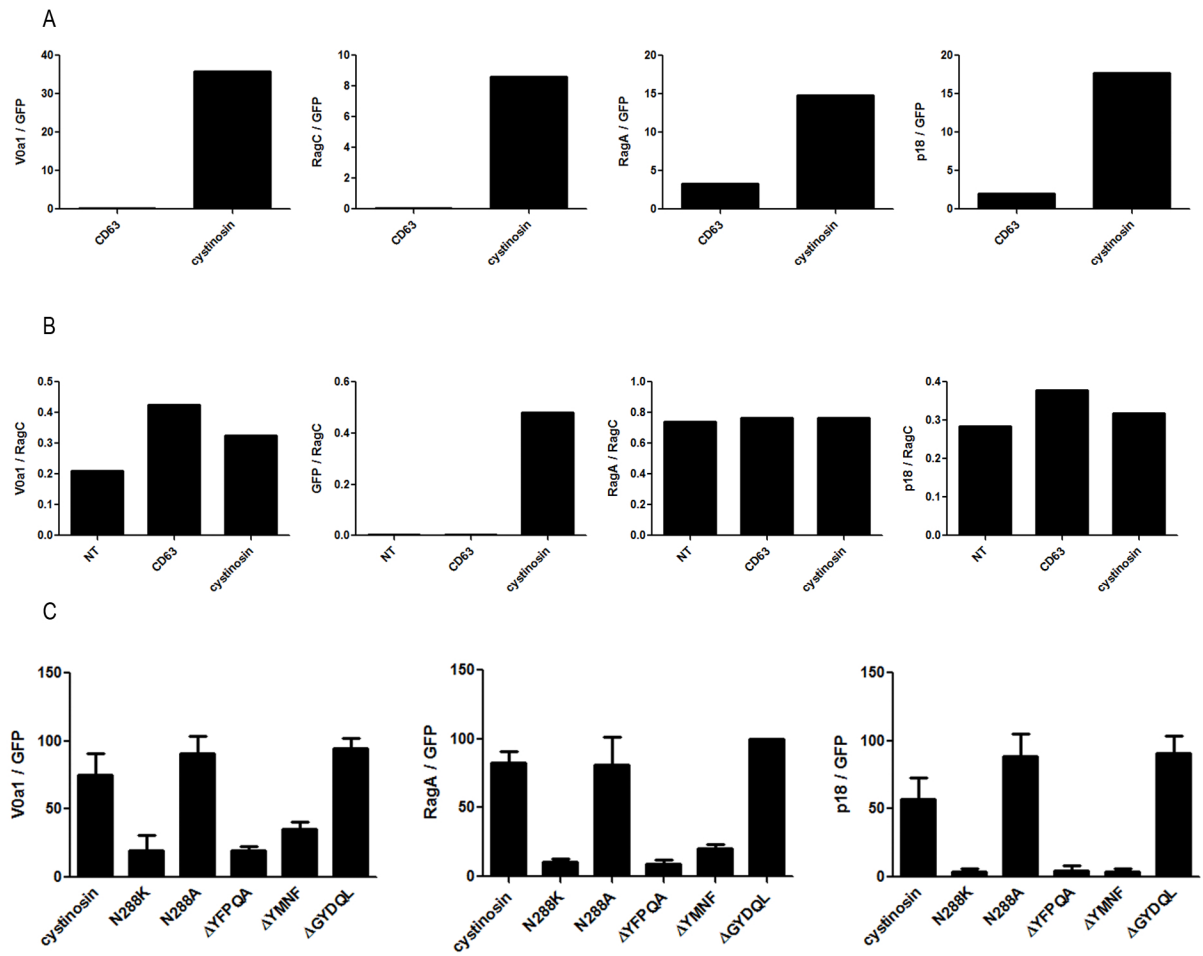 A
V0a1 / GFP
40
30
20
10
0
CD63
cystinosin
RagC / GFP
10
8
6
4
2
0
CD63
cystinosin
RagA / GFP
20
15
10
5
0
CD63
cystinosin
p18 / GFP
20
15
10
5
0
CD63
cystinosin
B
V0a1 / RagC
0.5
0.4
0.3
0.2
0.1
0.0
NT
CD63
cystinosin
GFP / RagC
0.6
0.4
0.2
0.0
NT
CD63
cystinosin
RagA / RagC
1.0
0.8
0.6
0.4
0.2
0.0
NT
CD63
cystinosin
p18 / RagC
0.4
0.3
0.2
0.1
0.0
NT
CD63
cystinosin
C
V0a1 / GFP
150
100
50
0
cystinosin
N288K
N288A
ΔYFPQA
ΔYMNF
ΔGYDQL
RagA / GFP
150
100
50
0
cystinosin
N288K
N288A
ΔYFPQA
ΔYMNF
ΔGYDQL
p18 / GFP
150
100
50
0
cystinosin
N288K
N288A
ΔYFPQA
ΔYMNF
ΔGYDQL